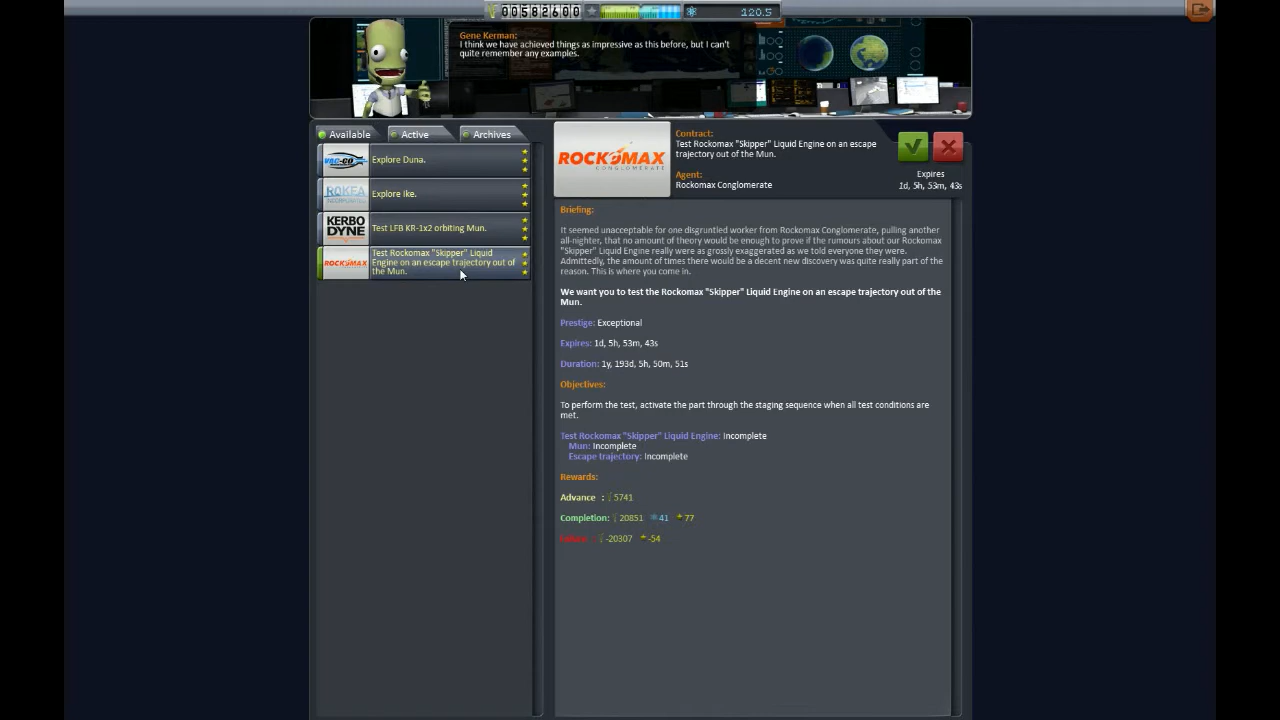 00582600
120.5
Gene Kerman:
I think we have achieved things as impressive as this before, but I can't
quite remember any examples.
Available
Active
Archives
VAC-CO
Explore Duna.
ROKEA
INCORPORATED
Explore Ike.
KERBO
DYNE
Test LFB KR-1x2 orbiting Mun.
ROCKOMAX
Test Rockomax "Skipper" Liquid
Engine on an escape trajectory out of
the Mun.
ROCKOMAX
CONGLOMERATE
Contract:
Test Rockomax "Skipper" Liquid Engine on an escape
trajectory out of the Mun.
Agent:
Rockomax Conglomerate
Expires
1d, 5h, 53m, 43s
Briefing:
It seemed unacceptable for one disgruntled worker from Rockomax Conglomerate, pulling another
all-nighter, that no amount of theory would be enough to prove if the rumours about our Rockomax
"Skipper" Liquid Engine really were as grossly exaggerated as we told everyone they were.
Admittedly, the amount of times there would be a decent new discovery was quite really part of the
reason. This is where you come in.
We want you to test the Rockomax "Skipper" Liquid Engine on an escape trajectory out of the
Mun.
Prestige: Exceptional
Expires: 1d, 5h, 53m, 43s
Duration: 1y, 193d, 5h, 50m, 51s
Objectives:
To perform the test, activate the part through the staging sequence when all test conditions are
met.
Test Rockomax "Skipper" Liquid Engine: Incomplete
Mun: Incomplete
Escape trajectory: Incomplete
Rewards:
Advance : 5741
Completion: 20851 41 77
Failure: -20307 -54